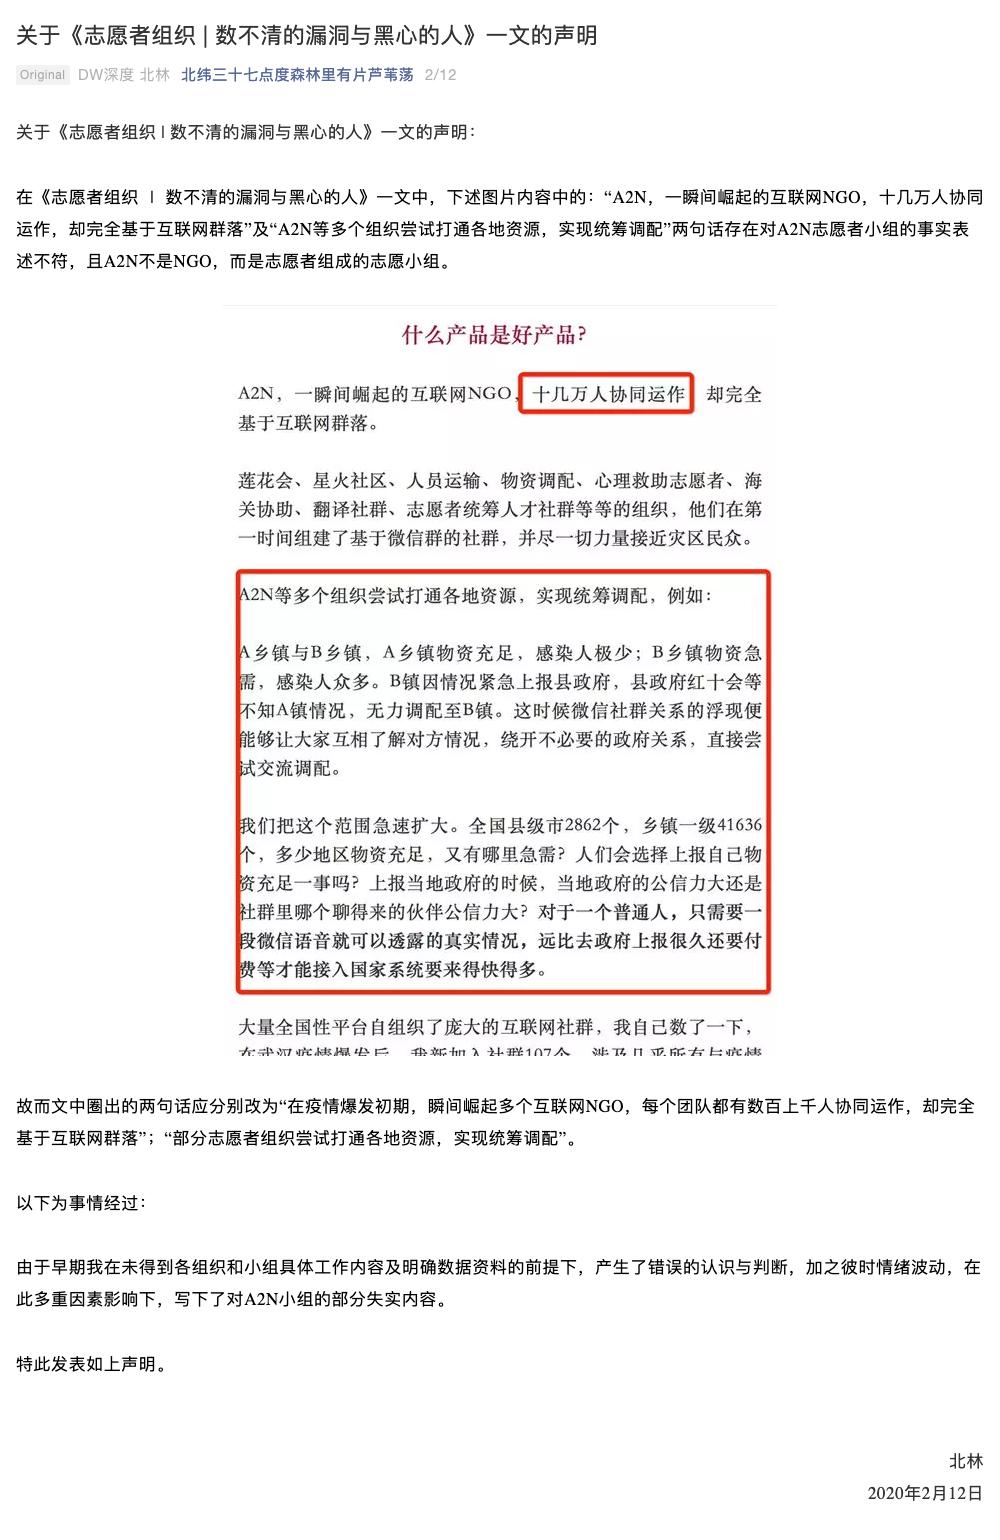 关于《志愿者组织 | 数不清的漏洞与黑心的人》一文的声明
Original DW深度 北林 北纬三十七点度森林里有片芦苇荡 2/12
关于《志愿者组织 | 数不清的漏洞与黑心的人》一文的声明：
在《志愿者组织 | 数不清的漏洞与黑心的人》一文中，下述图片内容中的：“A2N，一瞬间崛起的互联网NGO，十几万人协同
运作，却完全基于互联网群落”及“A2N等多个组织尝试打通各地资源，实现统筹调配”两句话存在对A2N志愿者小组的事实表
述不符，且A2N不是NGO，而是志愿者组成的志愿小组。
什么产品是好产品?
A2N，一瞬间崛起的互联网NGO，十几万人协同运作 却完全
基于互联网群落。
莲花会、星火社区、人员运输、物资调配、心理救助志愿者、海
关协助、翻译社群、志愿者统筹人才社群等等的组织，他们在第
一时间组建了基于微信群的社群，并尽一切力量接近灾区民众。
A2N等多个组织尝试打通各地资源，实现统筹调配，例如：
A乡镇与B乡镇，A乡镇物资充足，感染人极少；B乡镇物资急
需，感染人众多。B镇因情况紧急上报县政府，县政府红十会等
不知A镇情况，无力调配至B镇。这时候微信社群关系的浮现便
能够让大家互相了解对方情况，绕开不必要的政府关系，直接尝
试交流调配。
我们把这个范围急速扩大。全国县级市2862个，乡镇一级41636
个，多少地区物资充足，又有哪里急需？人们会选择上报自己物
资充足一事吗？上报当地政府的时候，当地政府的公信力大还是
社群里哪个聊得来的伙伴公信力大？对于一个普通人，只需要一
段微信语音就可以透露的真实情况，远比去政府上报很久还要付
费等才能接入国家系统要来得快得多。
大量全国性平台自组织了庞大的互联网社群，我自己数了一下，
在武汉疫情爆发后，我新加入社群107个，涉及几乎所有与疫情
故而文中圈出的两句话应分别改为“在疫情爆发初期，瞬间崛起多个互联网NGO，每个团队都有数百上千人协同运作，却完全
基于互联网群落”；“部分志愿者组织尝试打通各地资源，实现统筹调配”。
以下为事情经过：
由于早期我在未得到各组织和小组具体工作内容及明确数据资料的前提下，产生了错误的认识与判断，加之彼时情绪波动，在
此多重因素影响下，写下了对A2N小组的部分失实内容。
特此发表如上声明。
北林
2020年2月12日